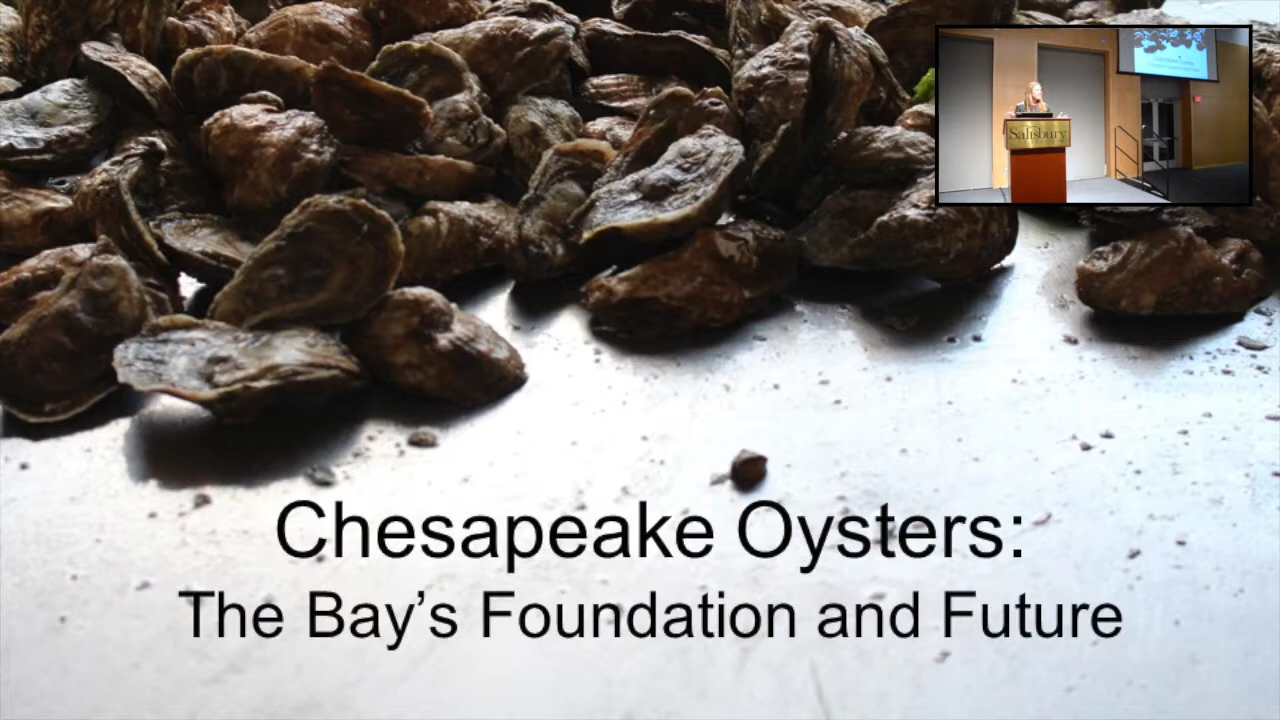 Salisbury
Chesapeake Oysters:
The Bay’s Foundation and Future